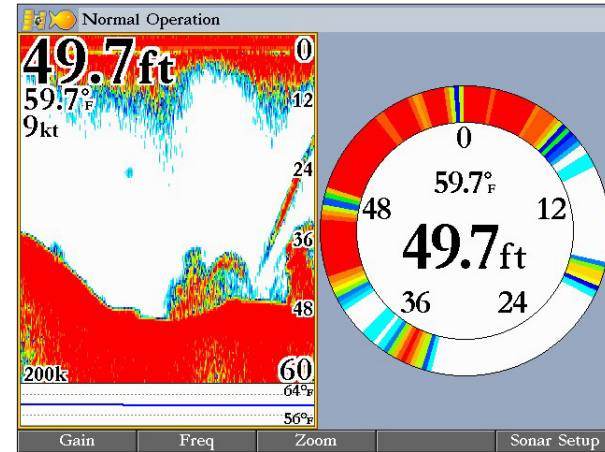 Normal Operation
49.7ft
59.7°F
9kt
0
12
24
36
48
60
200k
64°F
56°F
0
12
24
36
48
59.7°F
49.7ft
Gain
Freq
Zoom
Sonar Setup